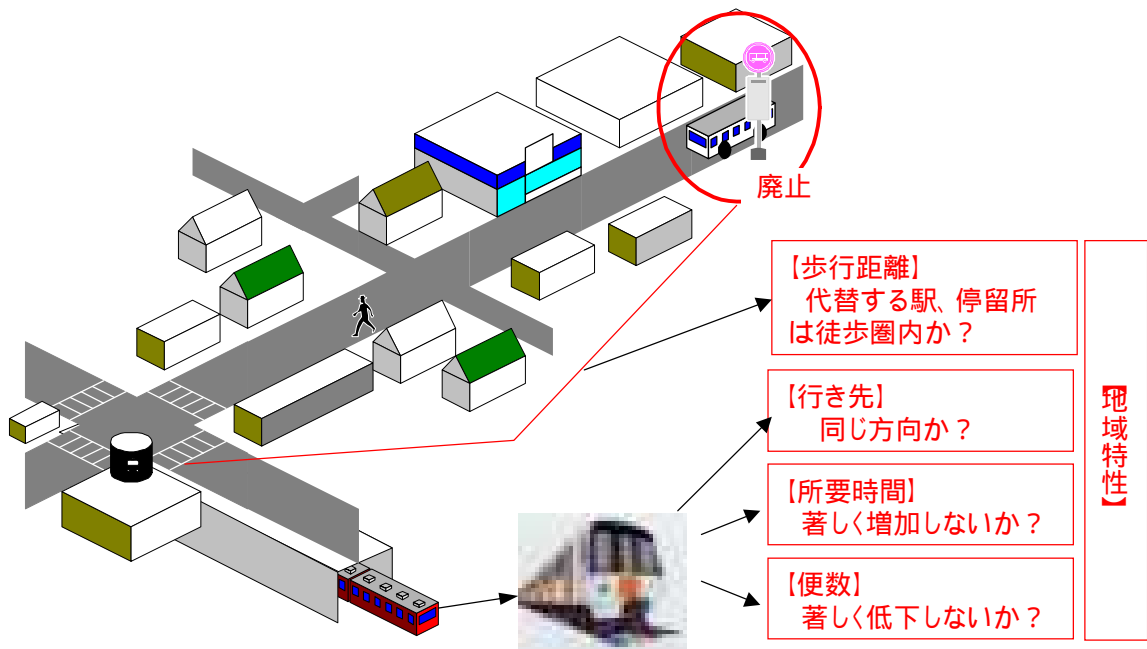 廃止
【歩行距離】
代替する駅、停留所
は徒歩圏内か？
【行き先】
同じ方向か？
【所要時間】
著しく増加しないか？
【便数】
著しく低下しないか？
【地域特性】